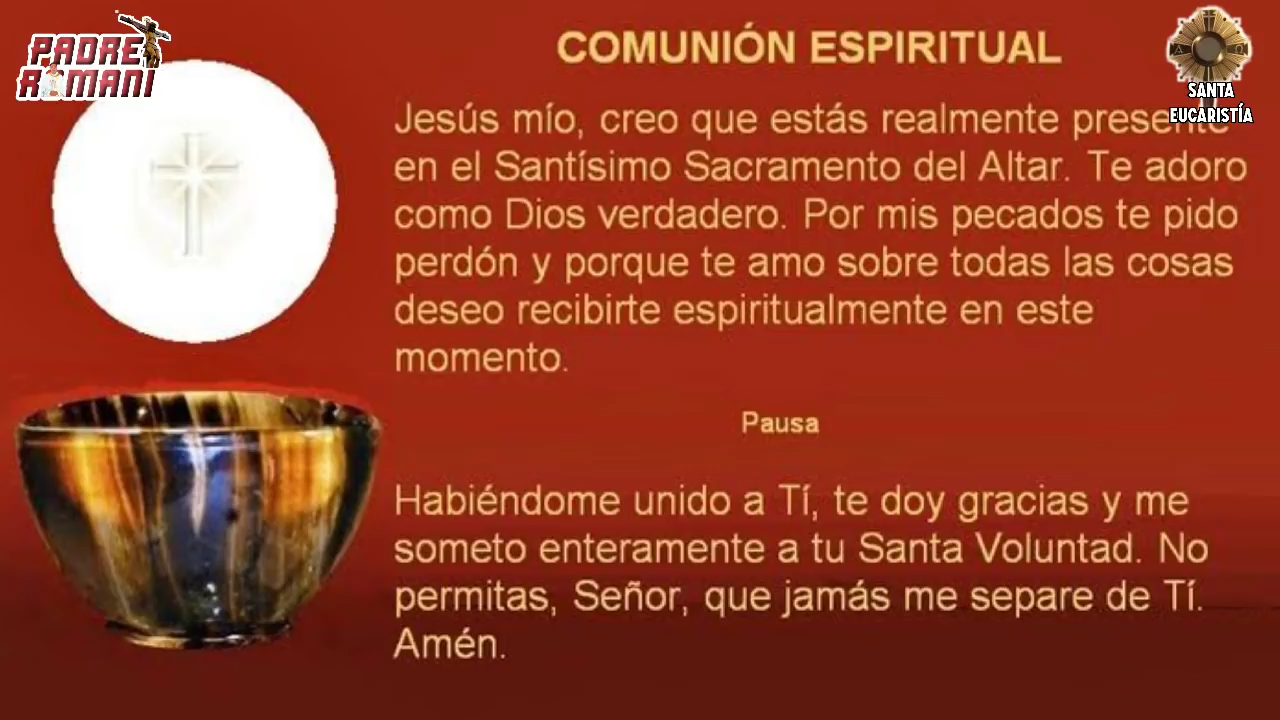 PADRE
ROMANI
COMUNIÓN ESPIRITUAL
SANTA
EUCARISTÍA
Jesús mío, creo que estás realmente presente
en el Santísimo Sacramento del Altar. Te adoro
como Dios verdadero. Por mis pecados te pido
perdón y porque te amo sobre todas las cosas
deseo recibirte espiritualmente en este
momento.
Pausa
Habiéndome unido a Tí, te doy gracias y me
someto enteramente a tu Santa Voluntad. No
permitas, Señor, que jamás me separe de Tí.
Amén.